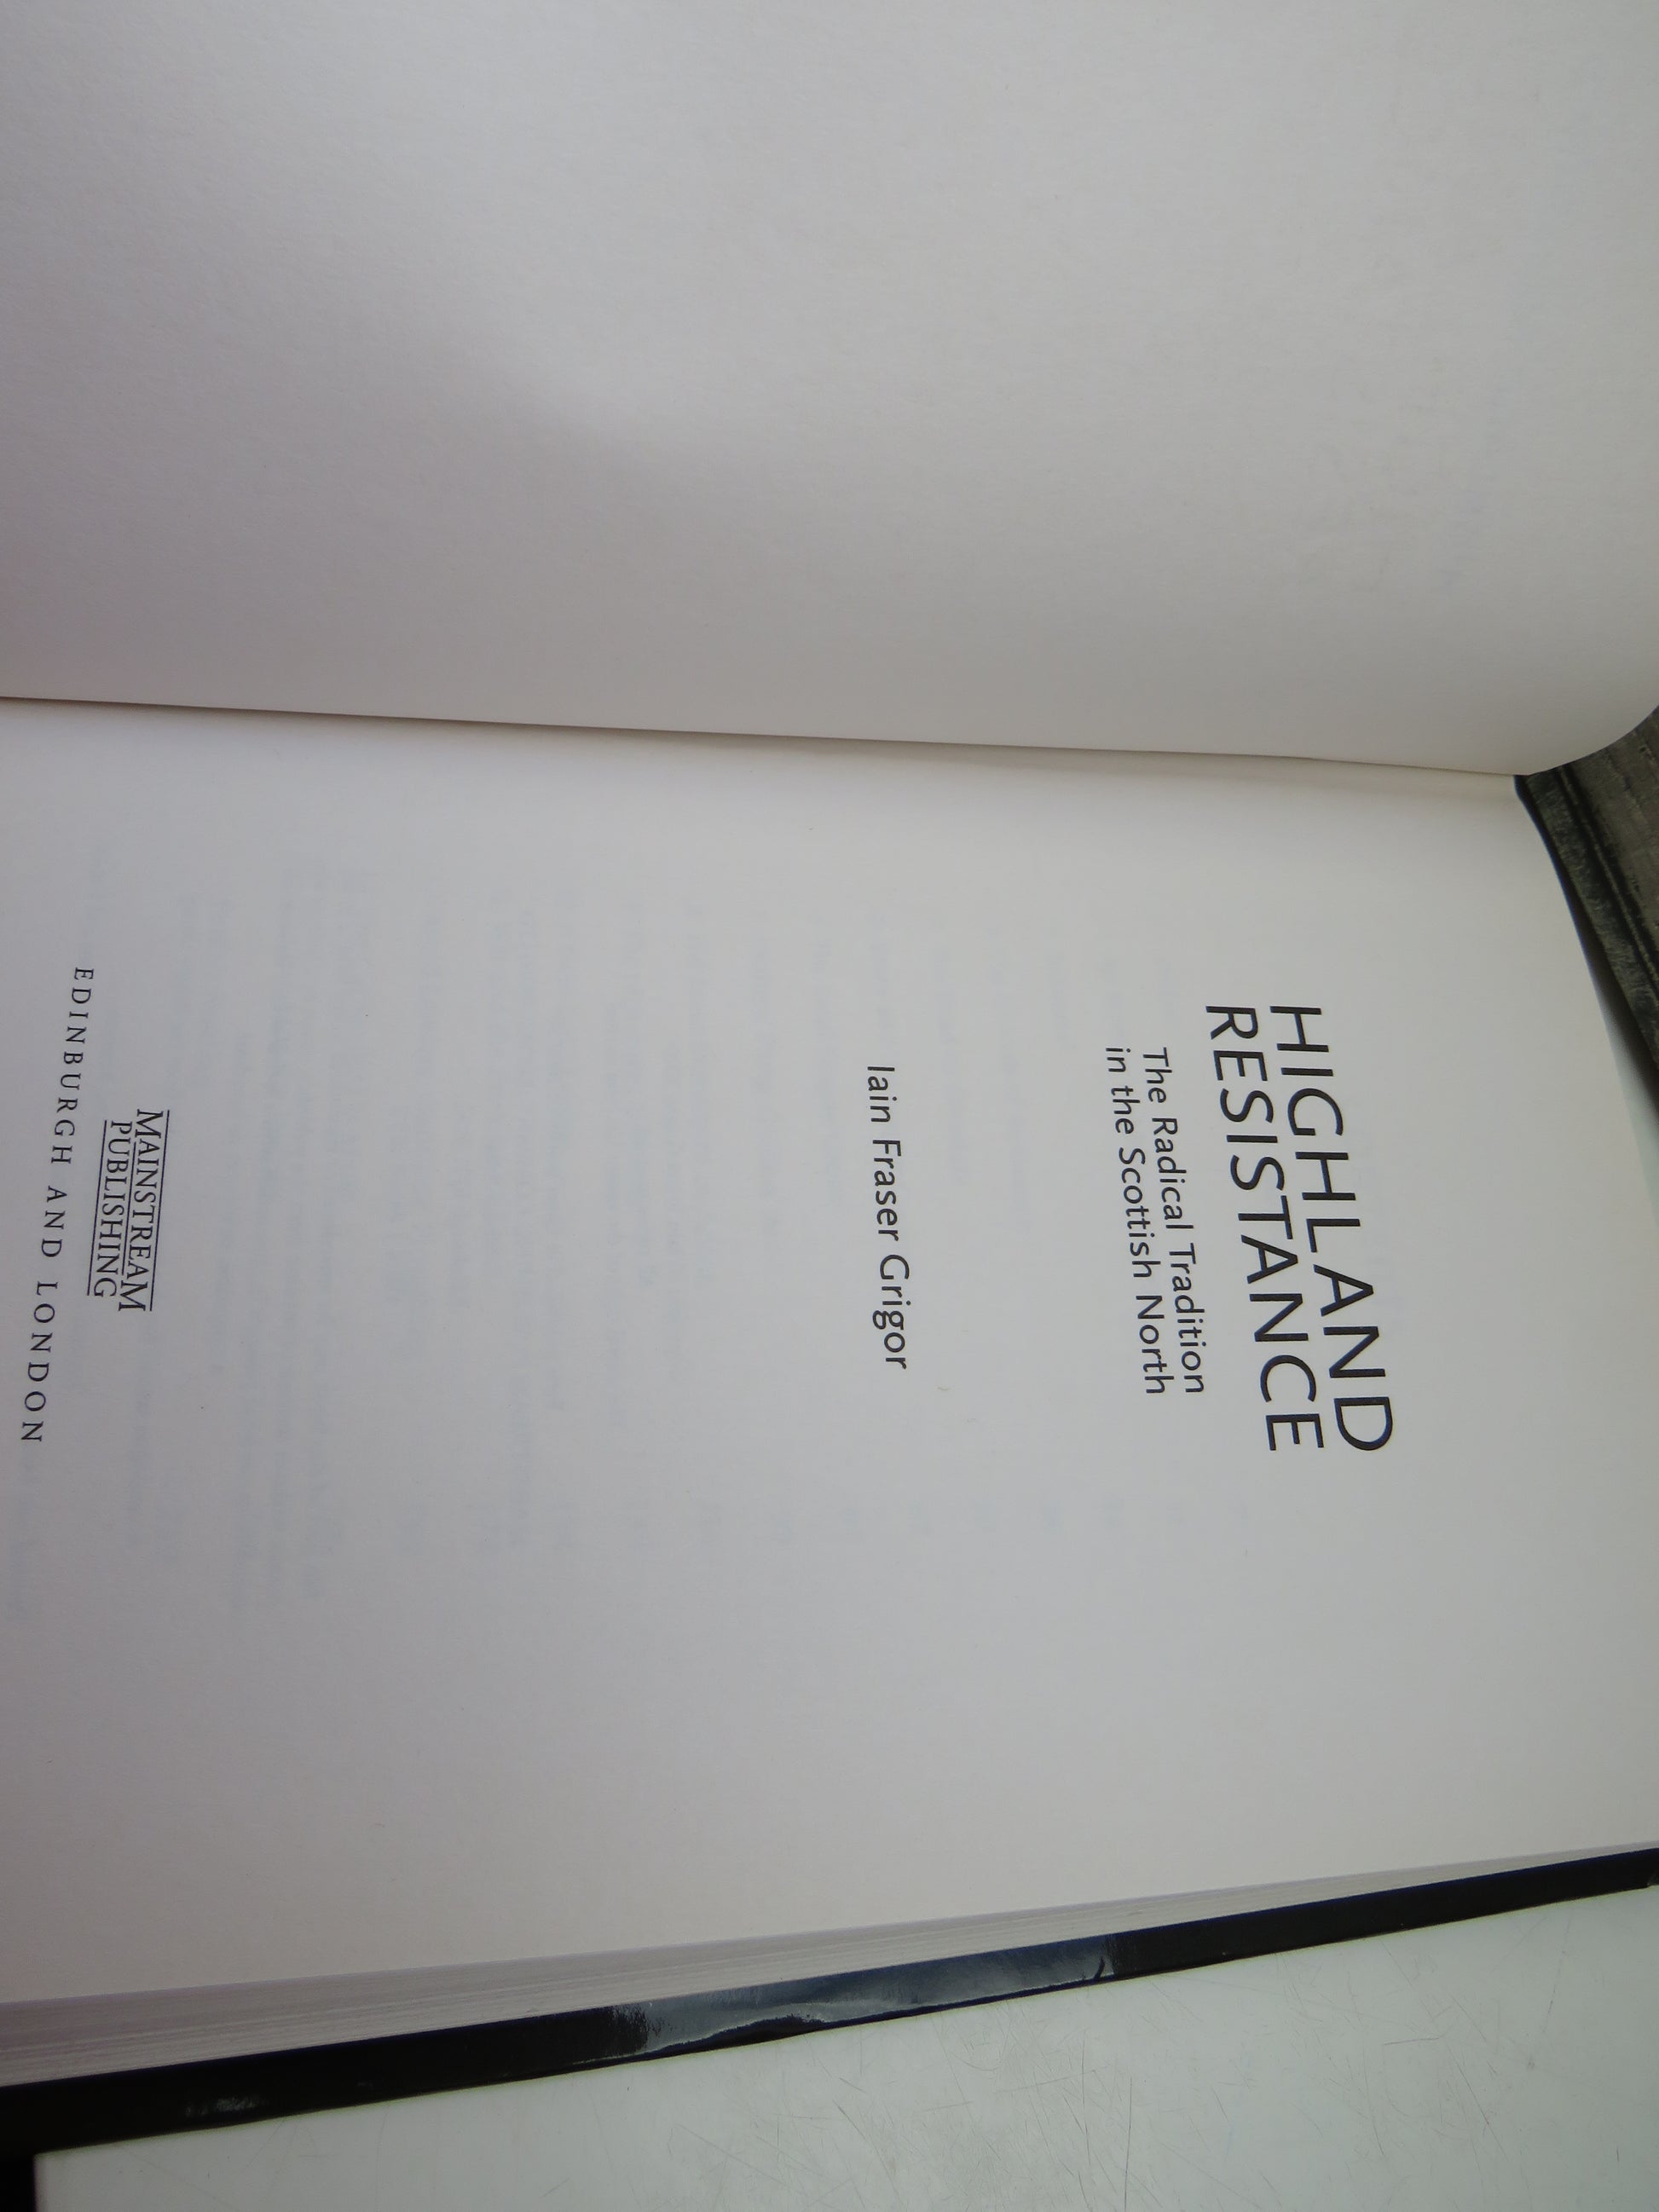 HIGHLAND
RESISTANCE
The Radical Tradition
in the Scottish North
Iain Fraser Grigor
MAINSTREAM
PUBLISHING
EDINBURGH AND LONDON